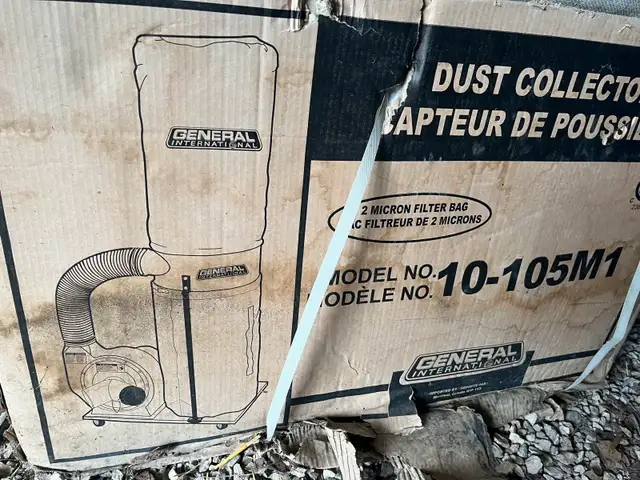 GENERAL
INTERNATIONAL
GENERAL
INTERNATIONAL
DUST COLLECTO
CAPTEUR DE POUSSI
2 MICRON FILTER BAG
AC FILTREUR DE 2 MICRONS
MODEL NO.
MODÈLE NO.
10-105M1
GENERAL
INTERNATIONAL